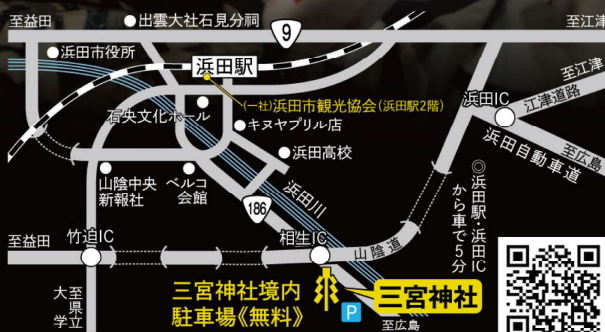 至益田
出雲大社石見分祠
9
至江津
浜田市役所
浜田駅
至江津
(一社)浜田市観光協会(浜田駅2階)
浜田IC
江津道路
石央文化ホール
キヌヤプリル店
浜田高校
浜田自動車道
至広島
山陰中央
新報社
ベルコ
会館
浜田川
186
◎浜田駅・浜田IC
から車で5分
至益田
竹迫IC
相生IC
山陰道
至県立
大学
三宮神社境内
駐車場《無料》
P
三宮神社
至広島